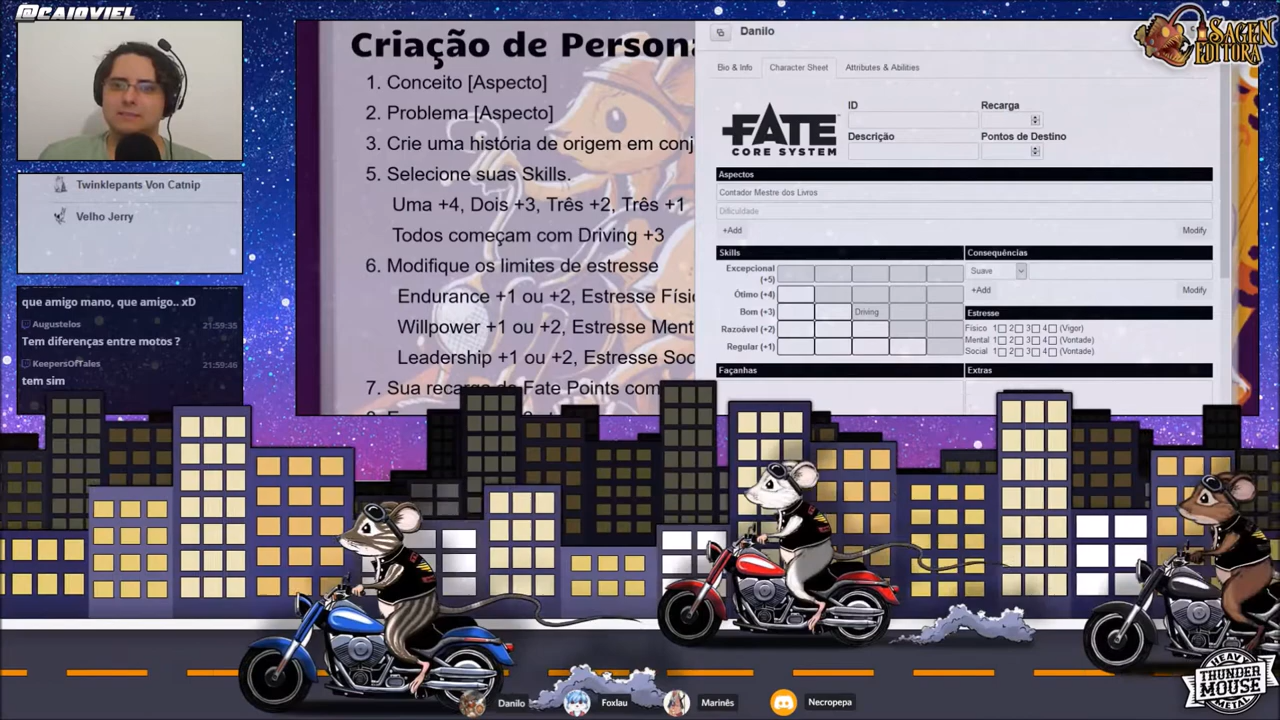 @CAIOVIEL
Twinklepants Von Catnip
Velho Jerry
que amigo mano, que amigo.. xD
Augustelos 21:59:35
Tem diferenças entre motos ?
KeepersOfTales 21:59:46
tem sim
Criação de Persona
1. Conceito [Aspecto]
2. Problema [Aspecto]
3. Crie uma história de origem em conj
5. Selecione suas Skills.
Uma +4, Dois +3, Três +2, Três +1
Todos começam com Driving +3
6. Modifique os limites de estresse
Endurance +1 ou +2, Estresse Físi
Willpower +1 ou +2, Estresse Ment
Leadership +1 ou +2, Estresse Soc
7. Sua recarga de Fate Points com
Danilo
Bio & Info Character Sheet Attributes & Abilities
FATE
CORE SYSTEM
ID Recarga
Descrição Pontos de Destino
Aspectos
Contador Mestre dos Livros
Dificuldade
+Add Modify
Skills
Excepcional (+5)
Ótimo (+4)
Bom (+3) Driving
Razoável (+2)
Regular (+1)
Consequências
Suave
+Add Modify
Estresse
Físico 1 2 3 4 (Vigor)
Mental 1 2 3 4 (Vontade)
Social 1 2 3 4 (Vontade)
Façanhas Extras
ISAGEN
EDITORA
Danilo Foxlau Marinês Necropepa
HEAVY
THUNDER
MOUSE
METAL